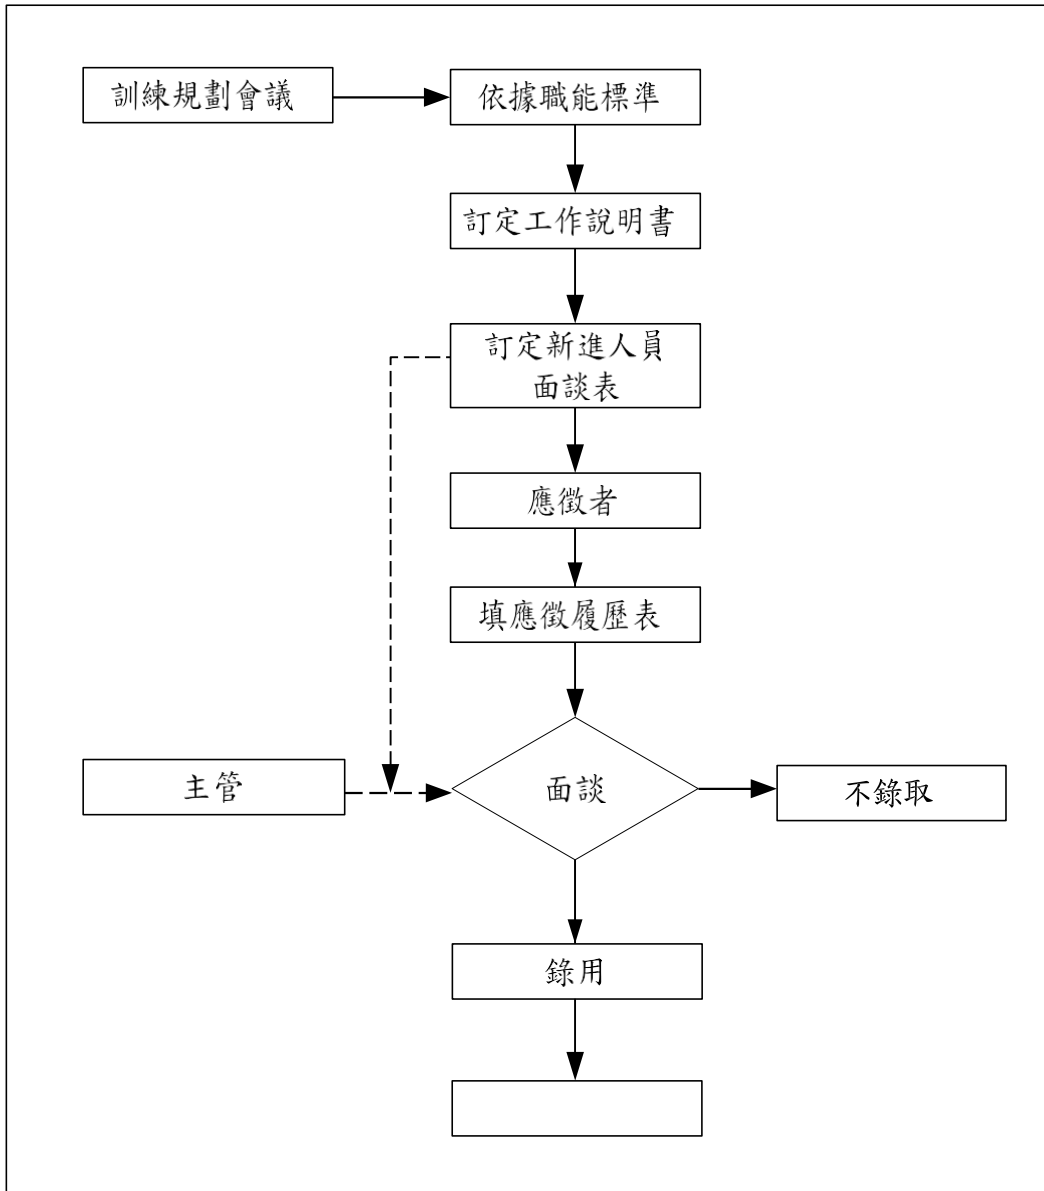 訓練規劃會議
依據職能標準
訂定工作說明書
訂定新進人員
面談表
應徵者
填應徵履歷表
主管
面談
不錄取
錄用